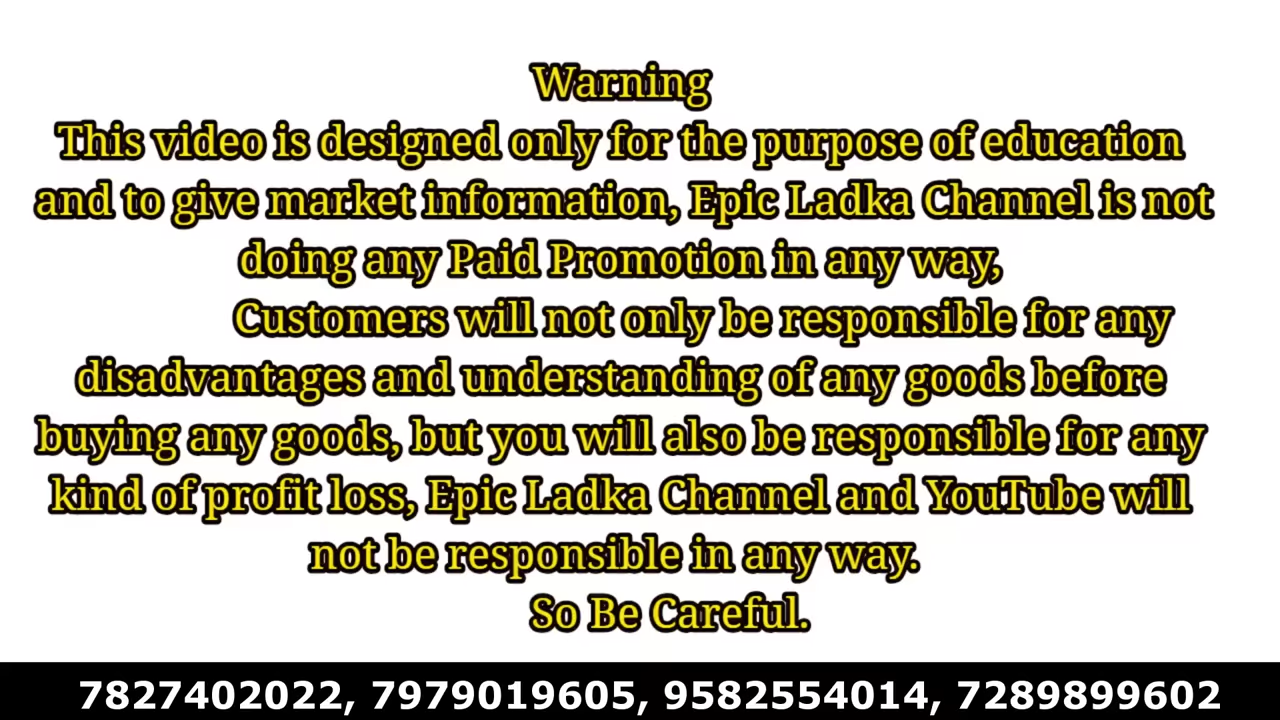 Warning
This video is designed only for the purpose of education
and to give market information, Epic Ladka Channel is not
doing any Paid Promotion in any way,
Customers will not only be responsible for any
disadvantages and understanding of any goods before
buying any goods, but you will also be responsible for any
kind of profit loss, Epic Ladka Channel and YouTube will
not be responsible in any way.
So Be Careful.
7827402022, 7979019605, 9582554014, 7289899602